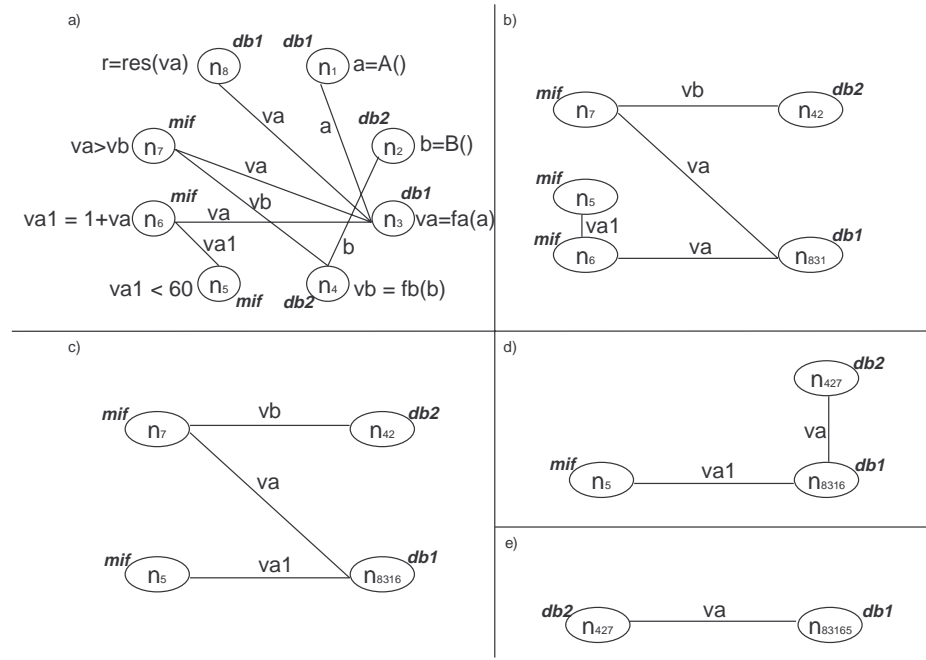 a)
db1 db1
r=res(va) n8 n1 a=A()
mif va a db2
va>vb n7 va n2 b=B()
mif vb db1
va1 = 1+va n6 va n3 va=fa(a)
va1 b
va1 < 60 n5 mif db2 n4 vb = fb(b)
b)
mif n7 vb n42 db2
mif va
n5
va1
mif n6 va n831 db1
c)
mif n7 vb n42 db2
va
mif n5 va1 n8316 db1
d)
n427 db2
va
mif n5 va1 n8316 db1
e)
db2 n427 va n83165 db1